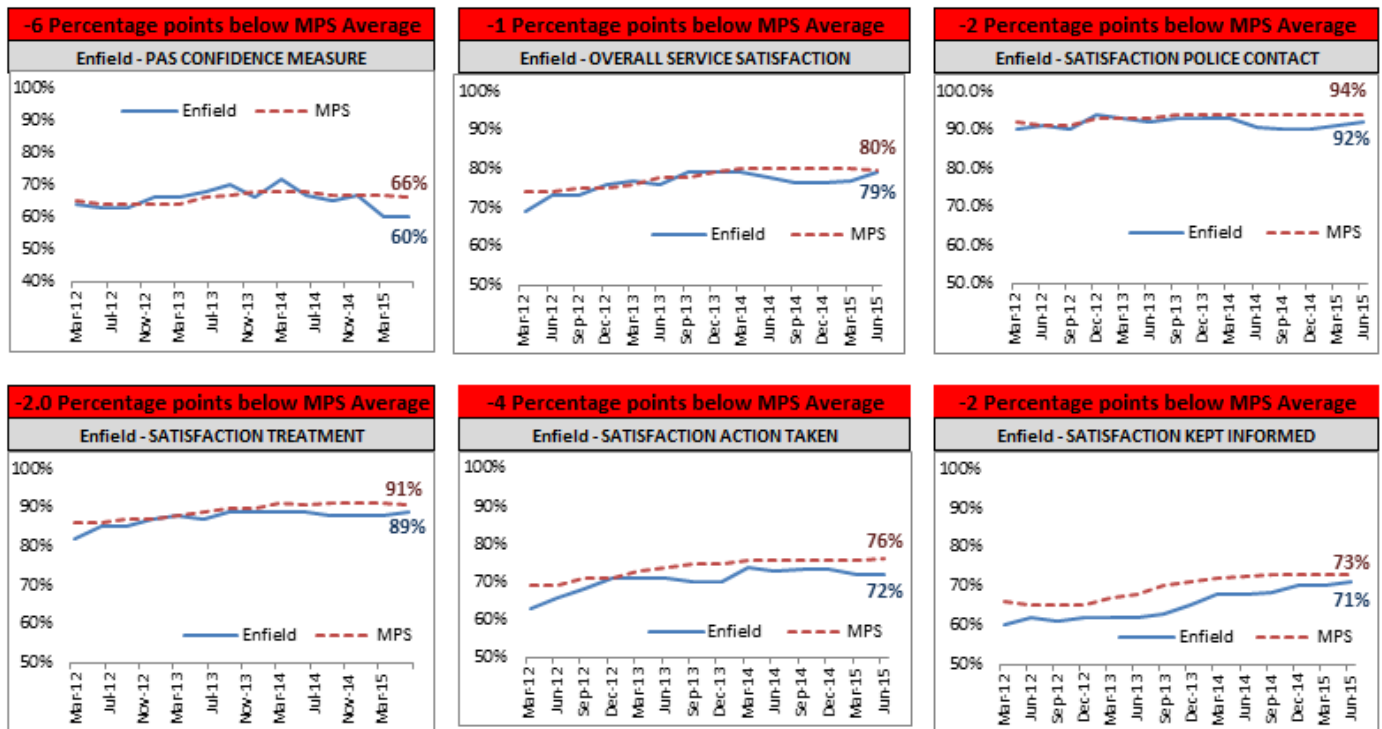 -6 Percentage points below MPS Average
Enfield - PAS CONFIDENCE MEASURE
100%
90%
80%
70%
60%
50%
40%
Enfield MPS
66%
60%
Mar-12
Jul-12
Nov-12
Mar-13
Jul-13
Nov-13
Mar-14
Jul-14
Nov-14
Mar-15
-1 Percentage points below MPS Average
Enfield - OVERALL SERVICE SATISFACTION
100%
90%
80%
70%
60%
50%
80%
79%
Enfield MPS
Mar-12
Jun-12
Sep-12
Dec-12
Mar-13
Jun-13
Sep-13
Dec-13
Mar-14
Jun-14
Sep-14
Dec-14
Mar-15
Jun-15
-2 Percentage points below MPS Average
Enfield - SATISFACTION POLICE CONTACT
100.0%
90.0%
80.0%
70.0%
60.0%
50.0%
94%
92%
Enfield MPS
Mar-12
Jun-12
Sep-12
Dec-12
Mar-13
Jun-13
Sep-13
Dec-13
Mar-14
Jun-14
Sep-14
Dec-14
Mar-15
Jun-15
-2.0 Percentage points below MPS Average
Enfield - SATISFACTION TREATMENT
100%
90%
80%
70%
60%
50%
91%
89%
Enfield MPS
Mar-12
Jul-12
Nov-12
Mar-13
Jul-13
Nov-13
Mar-14
Jul-14
Nov-14
Mar-15
-4 Percentage points below MPS Average
Enfield - SATISFACTION ACTION TAKEN
100%
90%
80%
70%
60%
50%
76%
72%
Enfield MPS
Mar-12
Jun-12
Sep-12
Dec-12
Mar-13
Jun-13
Sep-13
Dec-13
Mar-14
Jun-14
Sep-14
Dec-14
Mar-15
Jun-15
-2 Percentage points below MPS Average
Enfield - SATISFACTION KEPT INFORMED
100%
90%
80%
70%
60%
50%
73%
71%
Enfield MPS
Mar-12
Jun-12
Sep-12
Dec-12
Mar-13
Jun-13
Sep-13
Dec-13
Mar-14
Jun-14
Sep-14
Dec-14
Mar-15
Jun-15